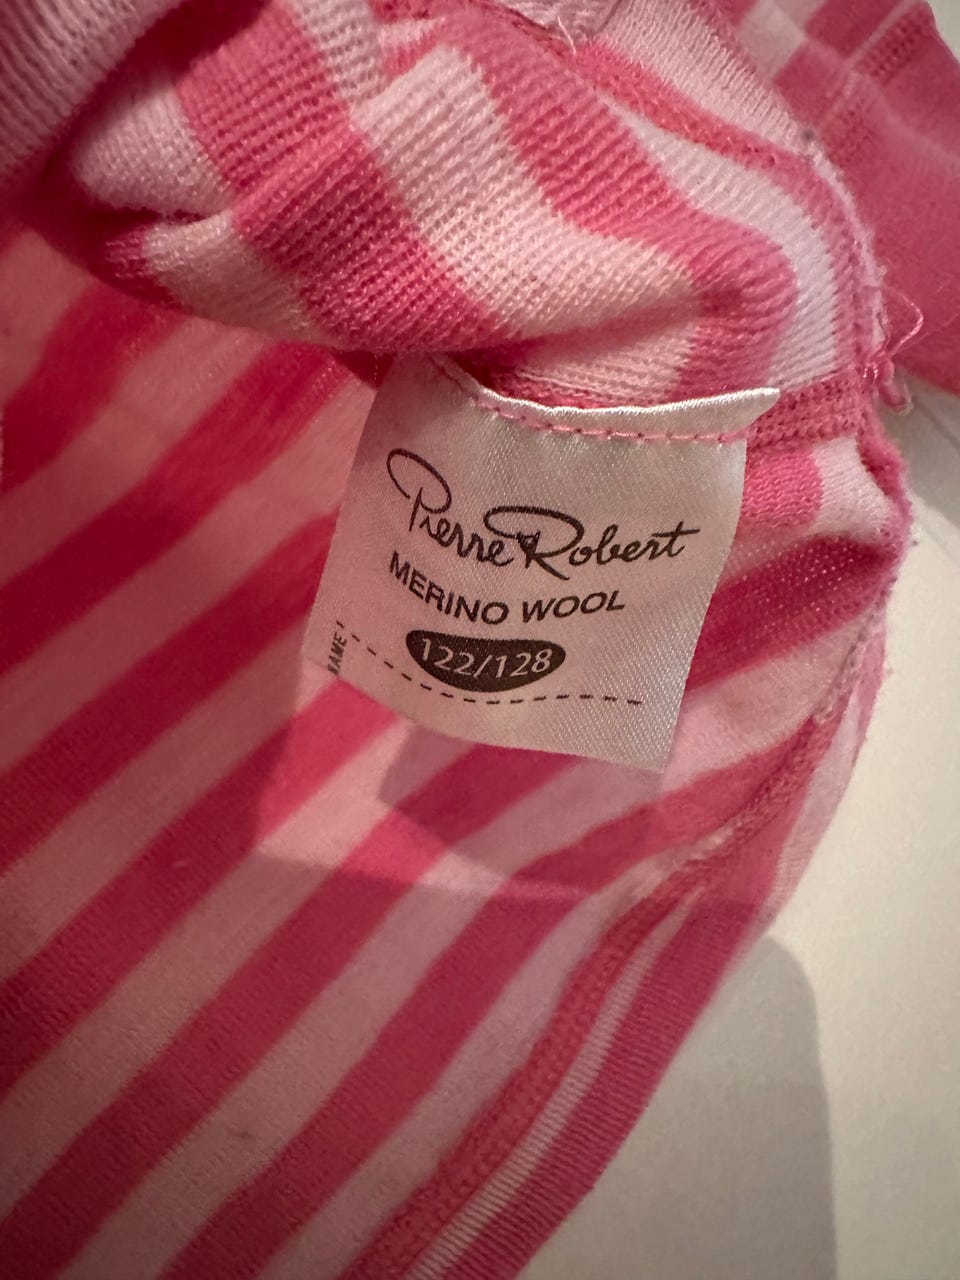 Pierre Robert
MERINO WOOL
122/128
NAME: